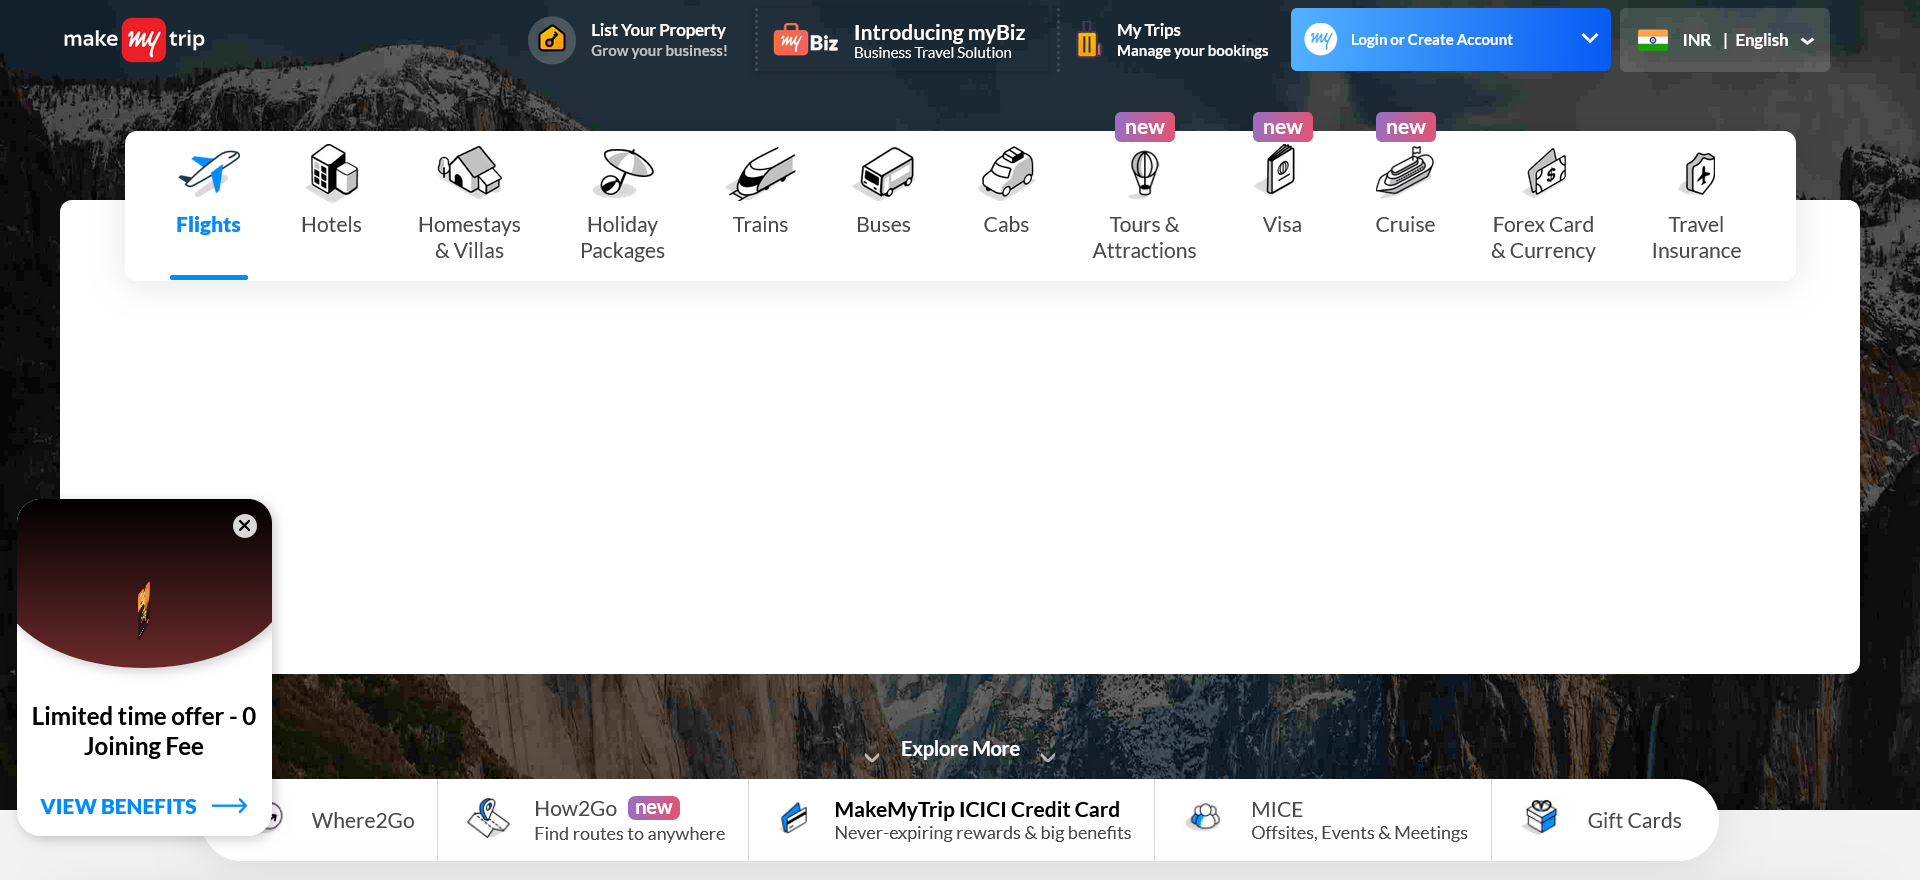 make my trip
List Your Property
Grow your business!
my Biz
Introducing myBiz
Business Travel Solution
My Trips
Manage your bookings
my
Login or Create Account
INR | English
new
new
new
Flights
Hotels
Homestays
& Villas
Holiday
Packages
Trains
Buses
Cabs
Tours &
Attractions
Visa
Cruise
Forex Card
& Currency
Travel
Insurance
Limited time offer - 0
Joining Fee
VIEW BENEFITS
Explore More
Where2Go
How2Go new
Find routes to anywhere
MakeMyTrip ICICI Credit Card
Never-expiring rewards & big benefits
MICE
Offsites, Events & Meetings
Gift Cards